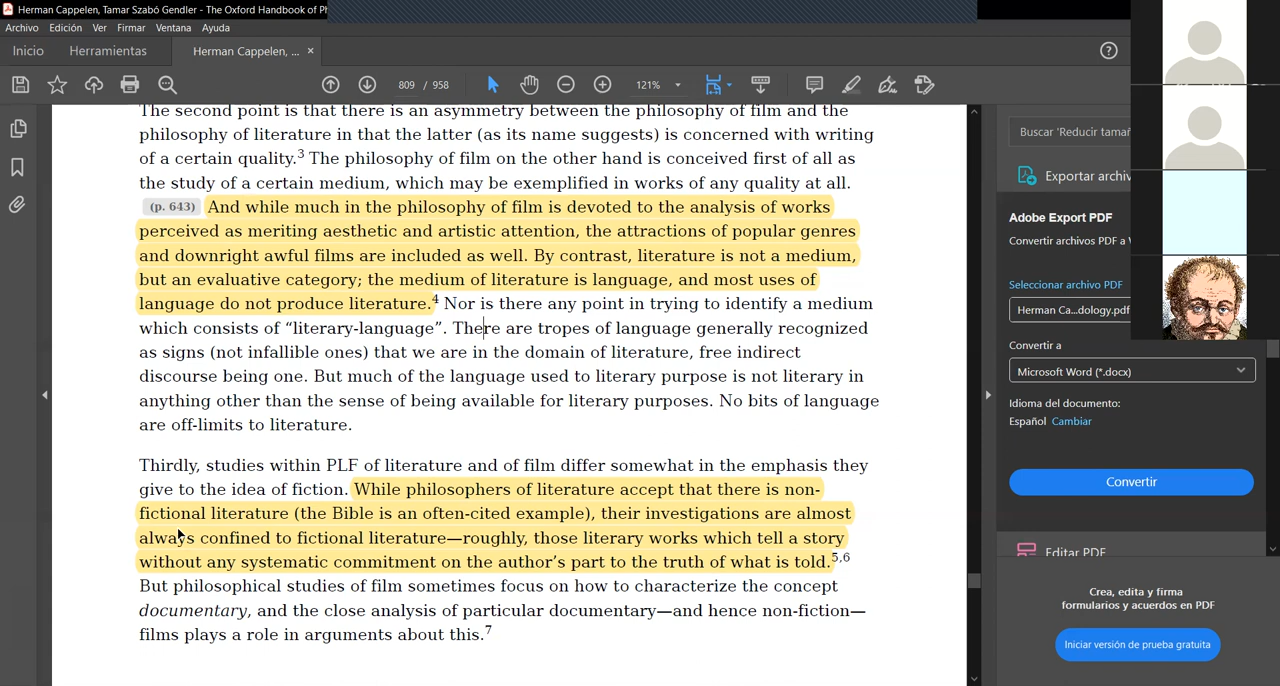 Herman Cappelen, Tamar Szabó Gendler - The Oxford Handbook of Ph
Archivo Edición Ver Firmar Ventana Ayuda
Inicio Herramientas Herman Cappelen, ... ×
809 / 958 121%
The second point is that there is an asymmetry between the philosophy of film and the
philosophy of literature in that the latter (as its name suggests) is concerned with writing
of a certain quality.3 The philosophy of film on the other hand is conceived first of all as
the study of a certain medium, which may be exemplified in works of any quality at all.
(p. 643) And while much in the philosophy of film is devoted to the analysis of works
perceived as meriting aesthetic and artistic attention, the attractions of popular genres
and downright awful films are included as well. By contrast, literature is not a medium,
but an evaluative category; the medium of literature is language, and most uses of
language do not produce literature.4 Nor is there any point in trying to identify a medium
which consists of “literary-language”. There are tropes of language generally recognized
as signs (not infallible ones) that we are in the domain of literature, free indirect
discourse being one. But much of the language used to literary purpose is not literary in
anything other than the sense of being available for literary purposes. No bits of language
are off-limits to literature.
Thirdly, studies within PLF of literature and of film differ somewhat in the emphasis they
give to the idea of fiction. While philosophers of literature accept that there is non-
fictional literature (the Bible is an often-cited example), their investigations are almost
always confined to fictional literature—roughly, those literary works which tell a story
without any systematic commitment on the author’s part to the truth of what is told.5,6
But philosophical studies of film sometimes focus on how to characterize the concept
documentary, and the close analysis of particular documentary—and hence non-fiction—
films plays a role in arguments about this.7
Buscar 'Reducir tamañ
Exportar archiv
Adobe Export PDF
Convertir archivos PDF a
Seleccionar archivo PDF
Herman Ca...dology.pdf
Convertir a
Microsoft Word (*.docx)
Idioma del documento:
Español Cambiar
Convertir
Editar PDF
Crea, edita y firma
formularios y acuerdos en PDF
Iniciar versión de prueba gratuita